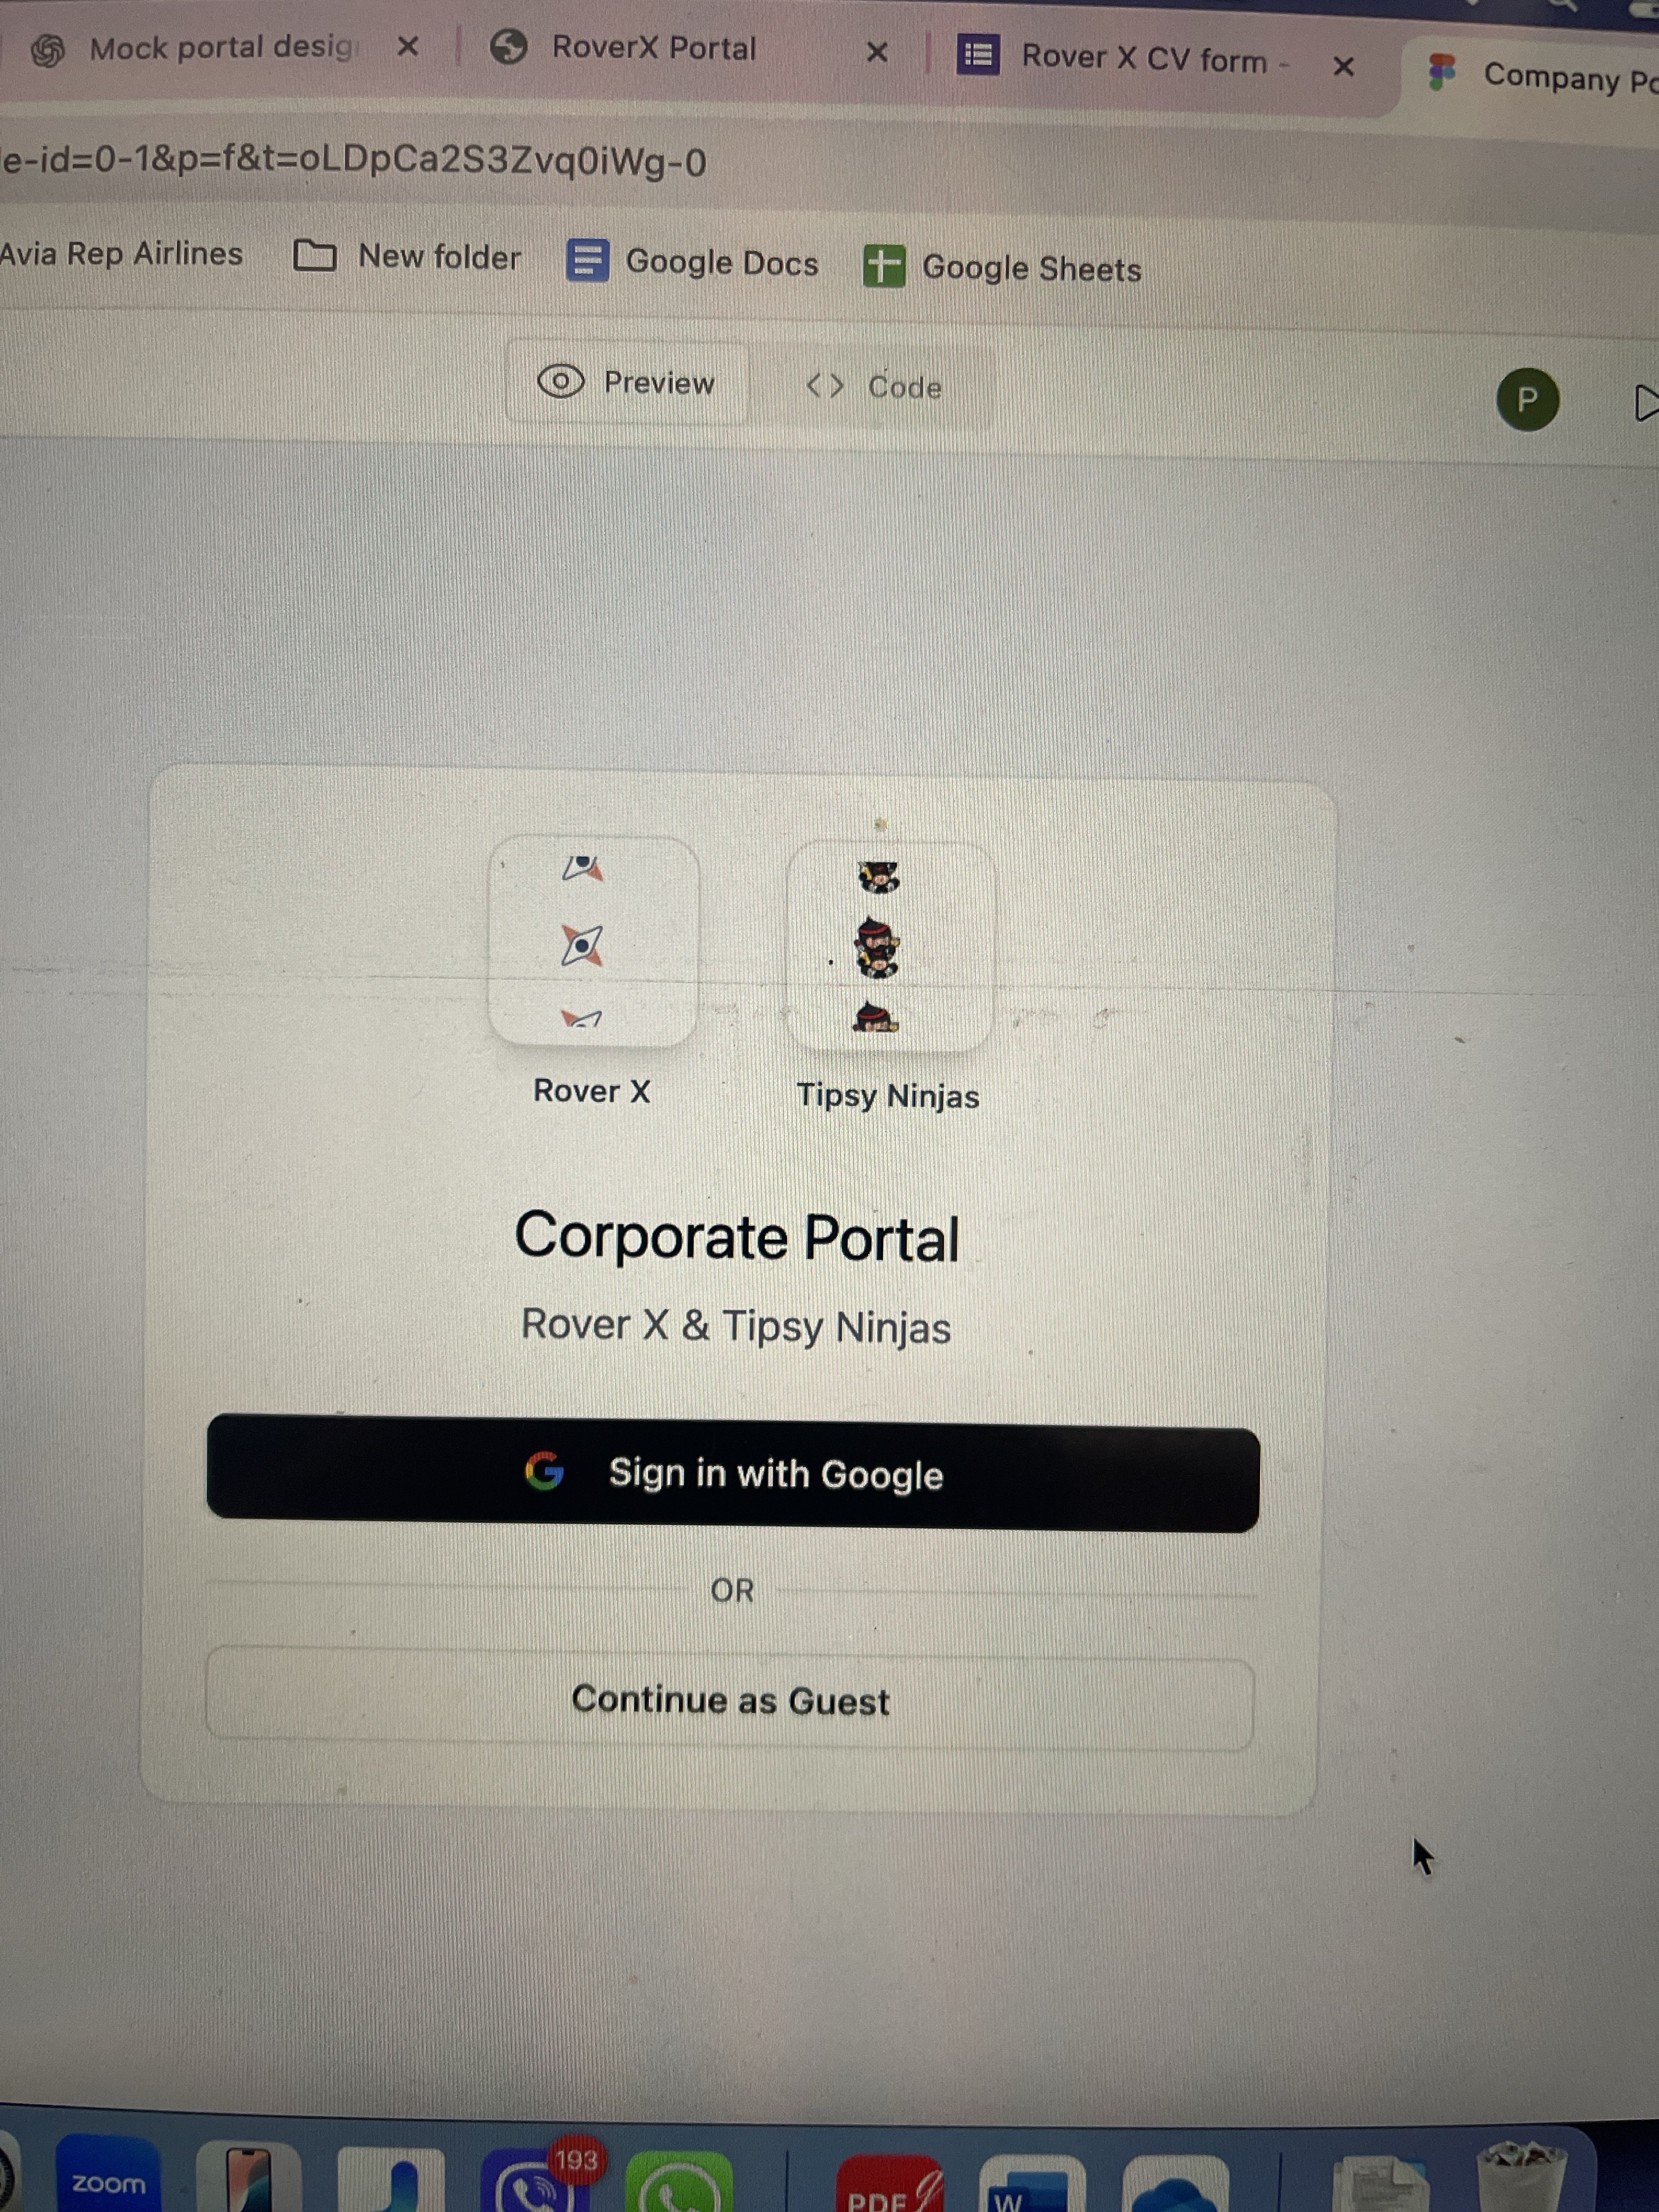 Mock portal desig
RoverX Portal
Rover X CV form -
Company Po
e-id=0-1&p=f&t=oLDpCa2S3Zvq0iWg-0
Avia Rep Airlines
New folder
Google Docs
Google Sheets
Preview
<> Code
P
Rover X
Tipsy Ninjas
Corporate Portal
Rover X & Tipsy Ninjas
Sign in with Google
OR
Continue as Guest
193
zoom
PDF
W